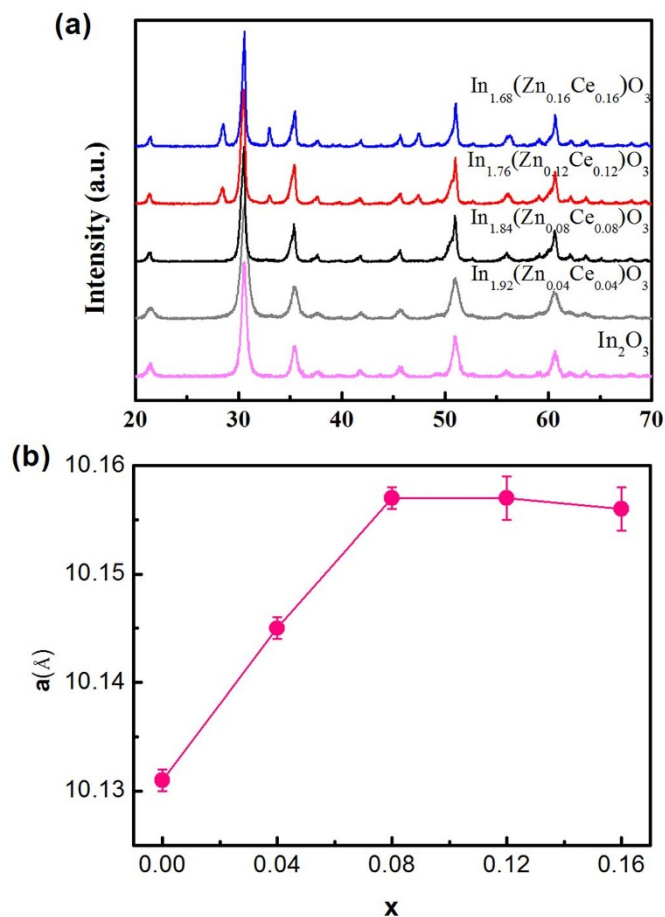 (a)
Intensity (a.u.)
In1.68(Zn0.16Ce0.16)O3
In1.76(Zn0.12Ce0.12)O3
In1.84(Zn0.08Ce0.08)O3
In1.92(Zn0.04Ce0.04)O3
In2O3
20 30 40 50 60 70
(b)
a(Å)
10.16
10.15
10.14
10.13
0.00 0.04 0.08 0.12 0.16
x